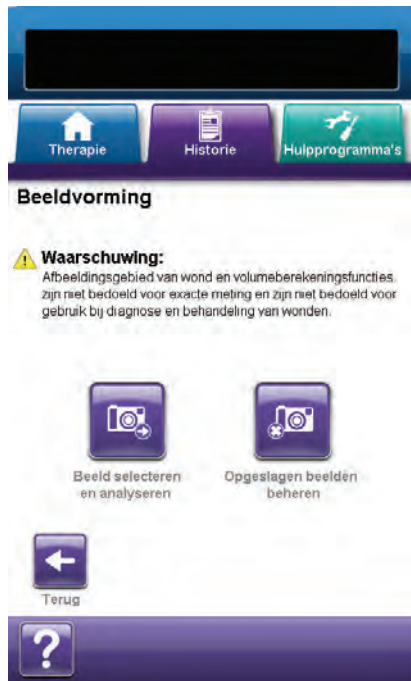 Therapie
Historie
Hulpprogramma's
Beeldvorming
Waarschuwing:
Afbeeldingsgebied van wond en volumeberekeningsfuncties
zijn niet bedoeld voor exacte meting en zijn niet bedoeld voor
gebruik bij diagnose en behandeling van wonden.
Beeld selecteren
en analyseren
Opgeslagen beelden
beheren
Terug
?